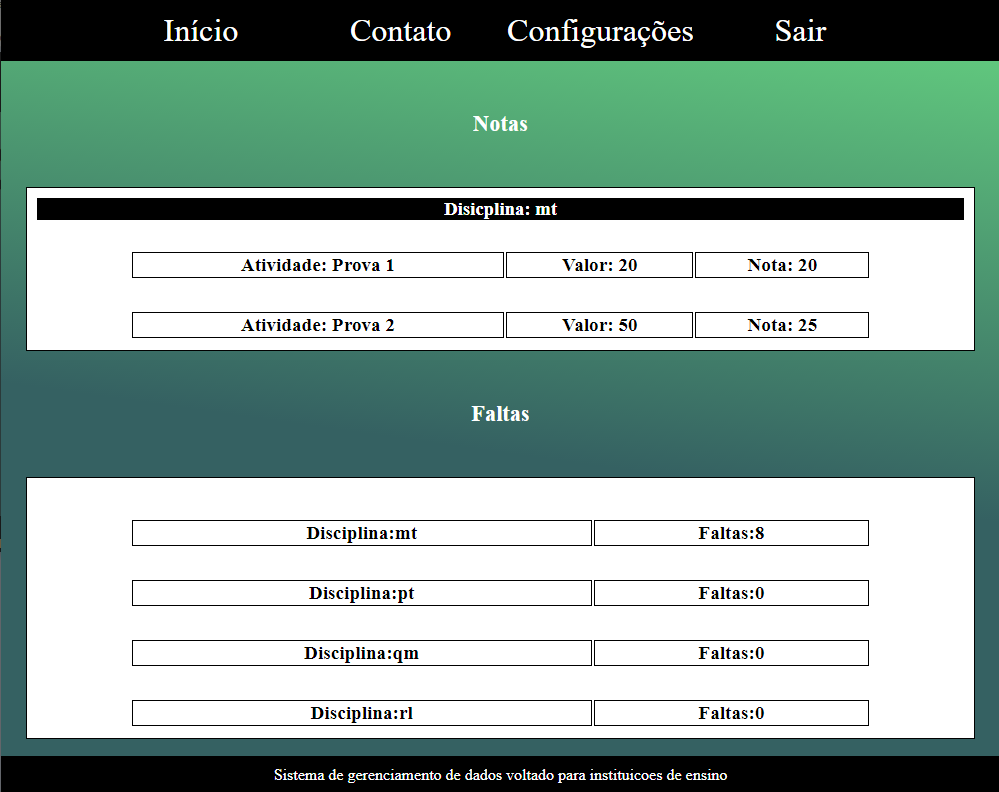 Início Contato Configurações Sair
Notas
Disicplina: mt
Atividade: Prova 1 Valor: 20 Nota: 20
Atividade: Prova 2 Valor: 50 Nota: 25
Faltas
Disciplina:mt Faltas:8
Disciplina:pt Faltas:0
Disciplina:qm Faltas:0
Disciplina:rl Faltas:0
Sistema de gerenciamento de dados voltado para instituicoes de ensino